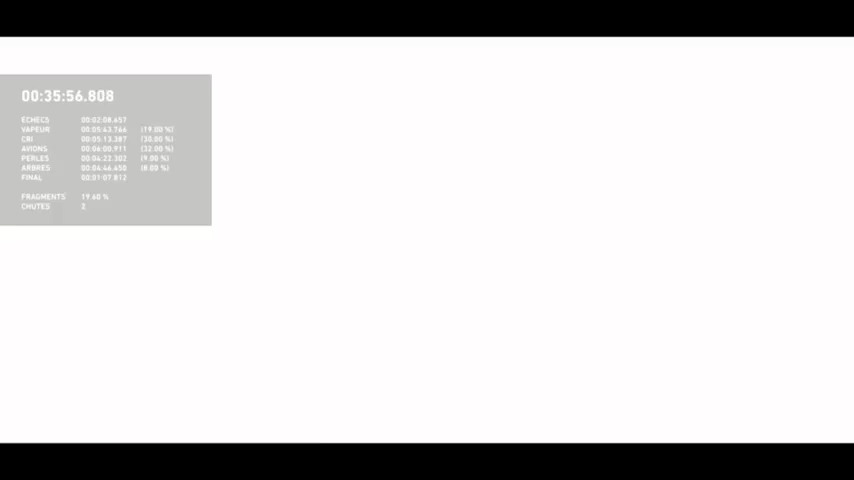 00:35:56.808
ECHECS 00:02:08.657
VAPEUR 00:05:43.766 (19.00 %)
CRI 00:05:13.387 (30.00 %)
AVIONS 00:06:00.911 (32.00 %)
PERLES 00:04:22.302 (9.00 %)
ARBRES 00:04:46.450 (8.00 %)
FINAL 00:01:07.812
FRAGMENTS 19.60 %
CHUTES 2